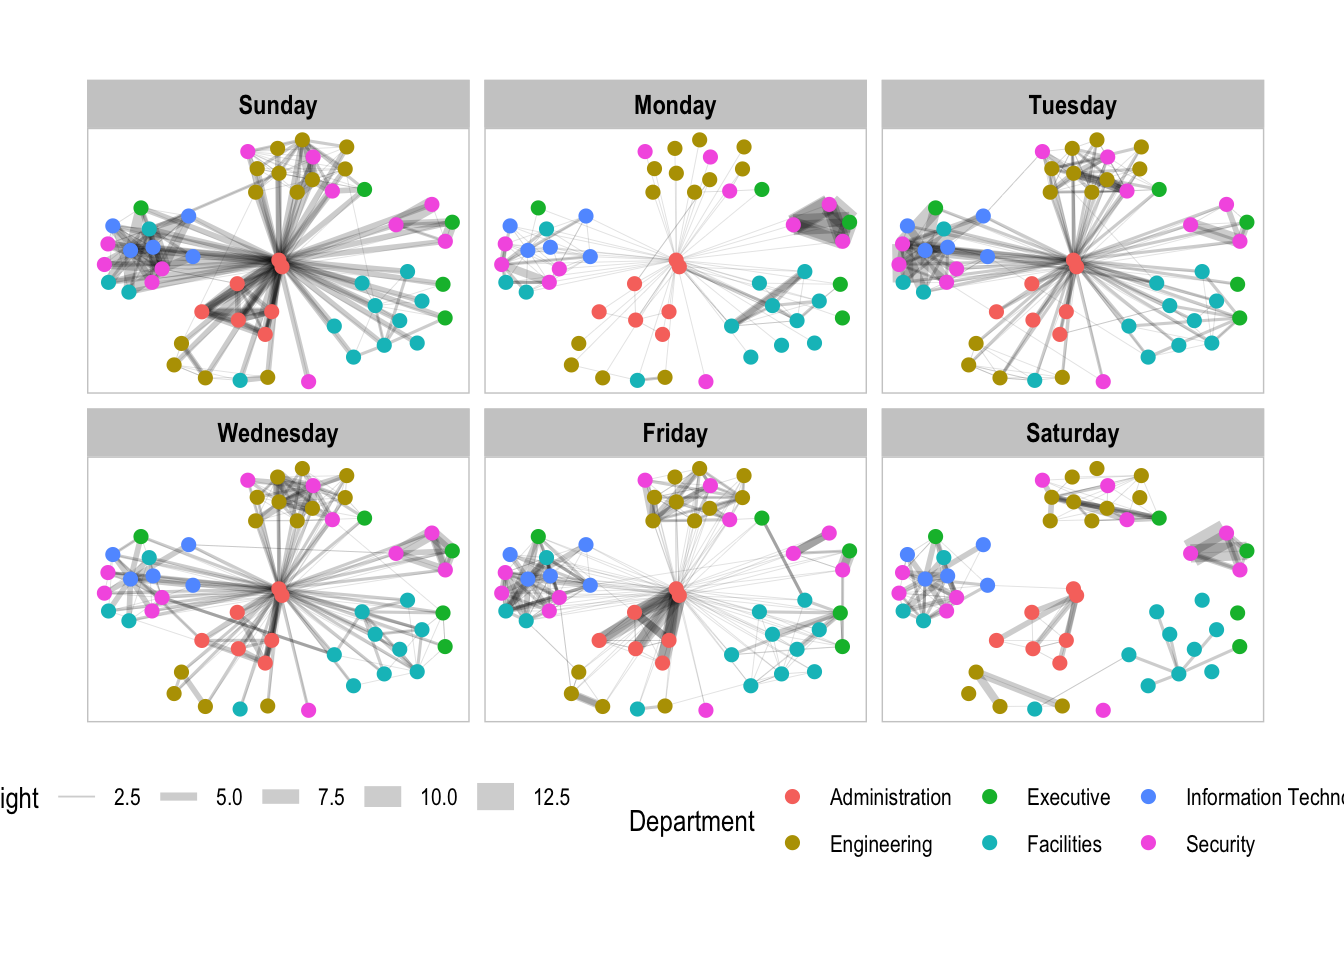 Sunday
Monday
Tuesday
Wednesday
Friday
Saturday
ight
2.5
5.0
7.5
10.0
12.5
Department
Administration
Executive
Information Techno
Engineering
Facilities
Security